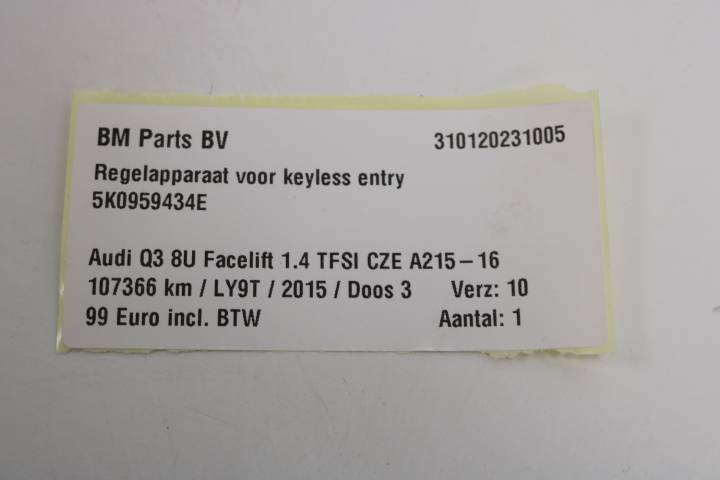 BM Parts BV 310120231005
Regelapparaat voor keyless entry
5K0959434E
Audi Q3 8U Facelift 1.4 TFSI CZE A215-16
107366 km / LY9T / 2015 / Doos 3 Verz: 10
99 Euro incl. BTW Aantal: 1